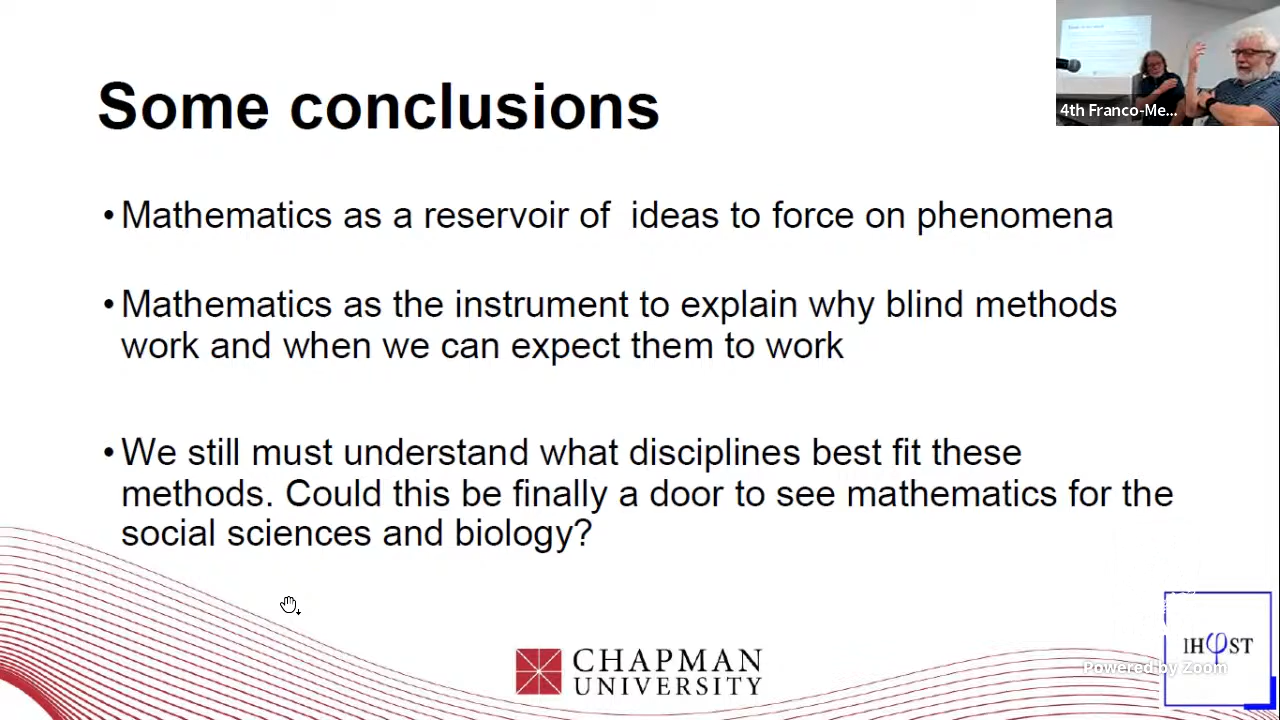 Some conclusions
4th Franco-Me...
• Mathematics as a reservoir of  ideas to force on phenomena
• Mathematics as the instrument to explain why blind methods
work and when we can expect them to work
• We still must understand what disciplines best fit these
methods. Could this be finally a door to see mathematics for the
social sciences and biology?
CHAPMAN
UNIVERSITY
IHφST
Powered by Zoom